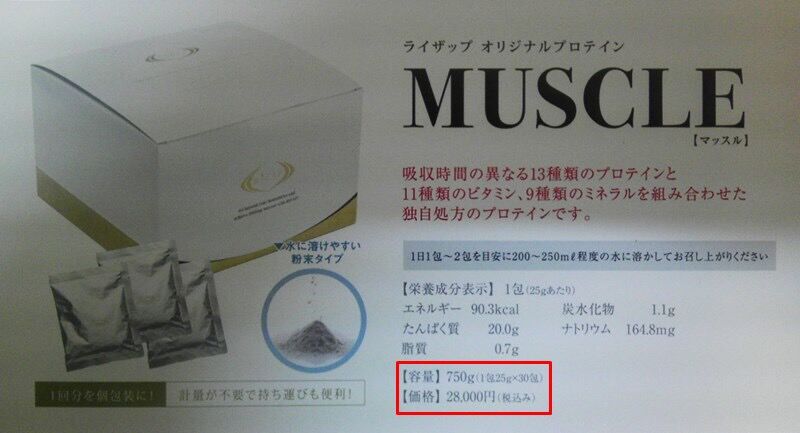 ライザップ オリジナルプロテイン
MUSCLE
【マッスル】
吸収時間の異なる13種類のプロテインと
11種類のビタミン、9種類のミネラルを組み合わせた
独自処方のプロテインです。
▼水に溶けやすい
粉末タイプ
1日1包～2包を目安に200～250mℓ程度の水に溶かしてお召し上がりください
【栄養成分表示】 1包(25gあたり)
エネルギー 90.3kcal 炭水化物 1.1g
たんぱく質 20.0g ナトリウム 164.8mg
脂質 0.7g
【容量】 750g(1包25g×30包)
【価格】 28,000円(税込み)
1回分を個包装に! 計量が不要で持ち運びも便利!